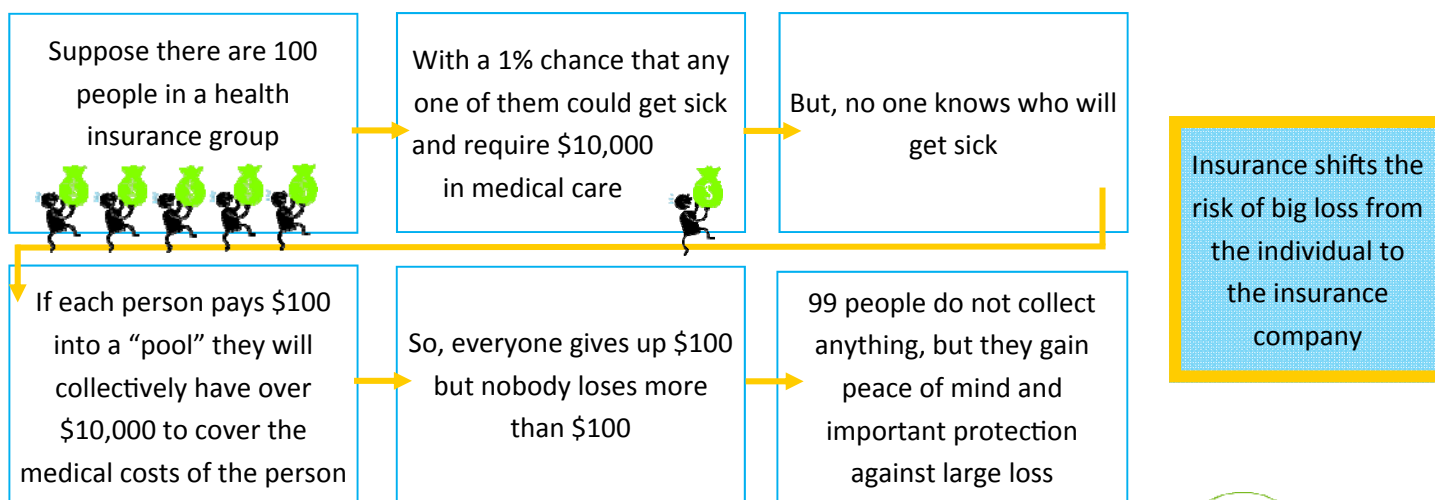 Suppose there are 100
people in a health
insurance group
With a 1% chance that any
one of them could get sick
and require $10,000
in medical care
But, no one knows who will
get sick
If each person pays $100
into a “pool” they will
collectively have over
$10,000 to cover the
medical costs of the person
So, everyone gives up $100
but nobody loses more
than $100
99 people do not collect
anything, but they gain
peace of mind and
important protection
against large loss
Insurance shifts the
risk of big loss from
the individual to
the insurance
company